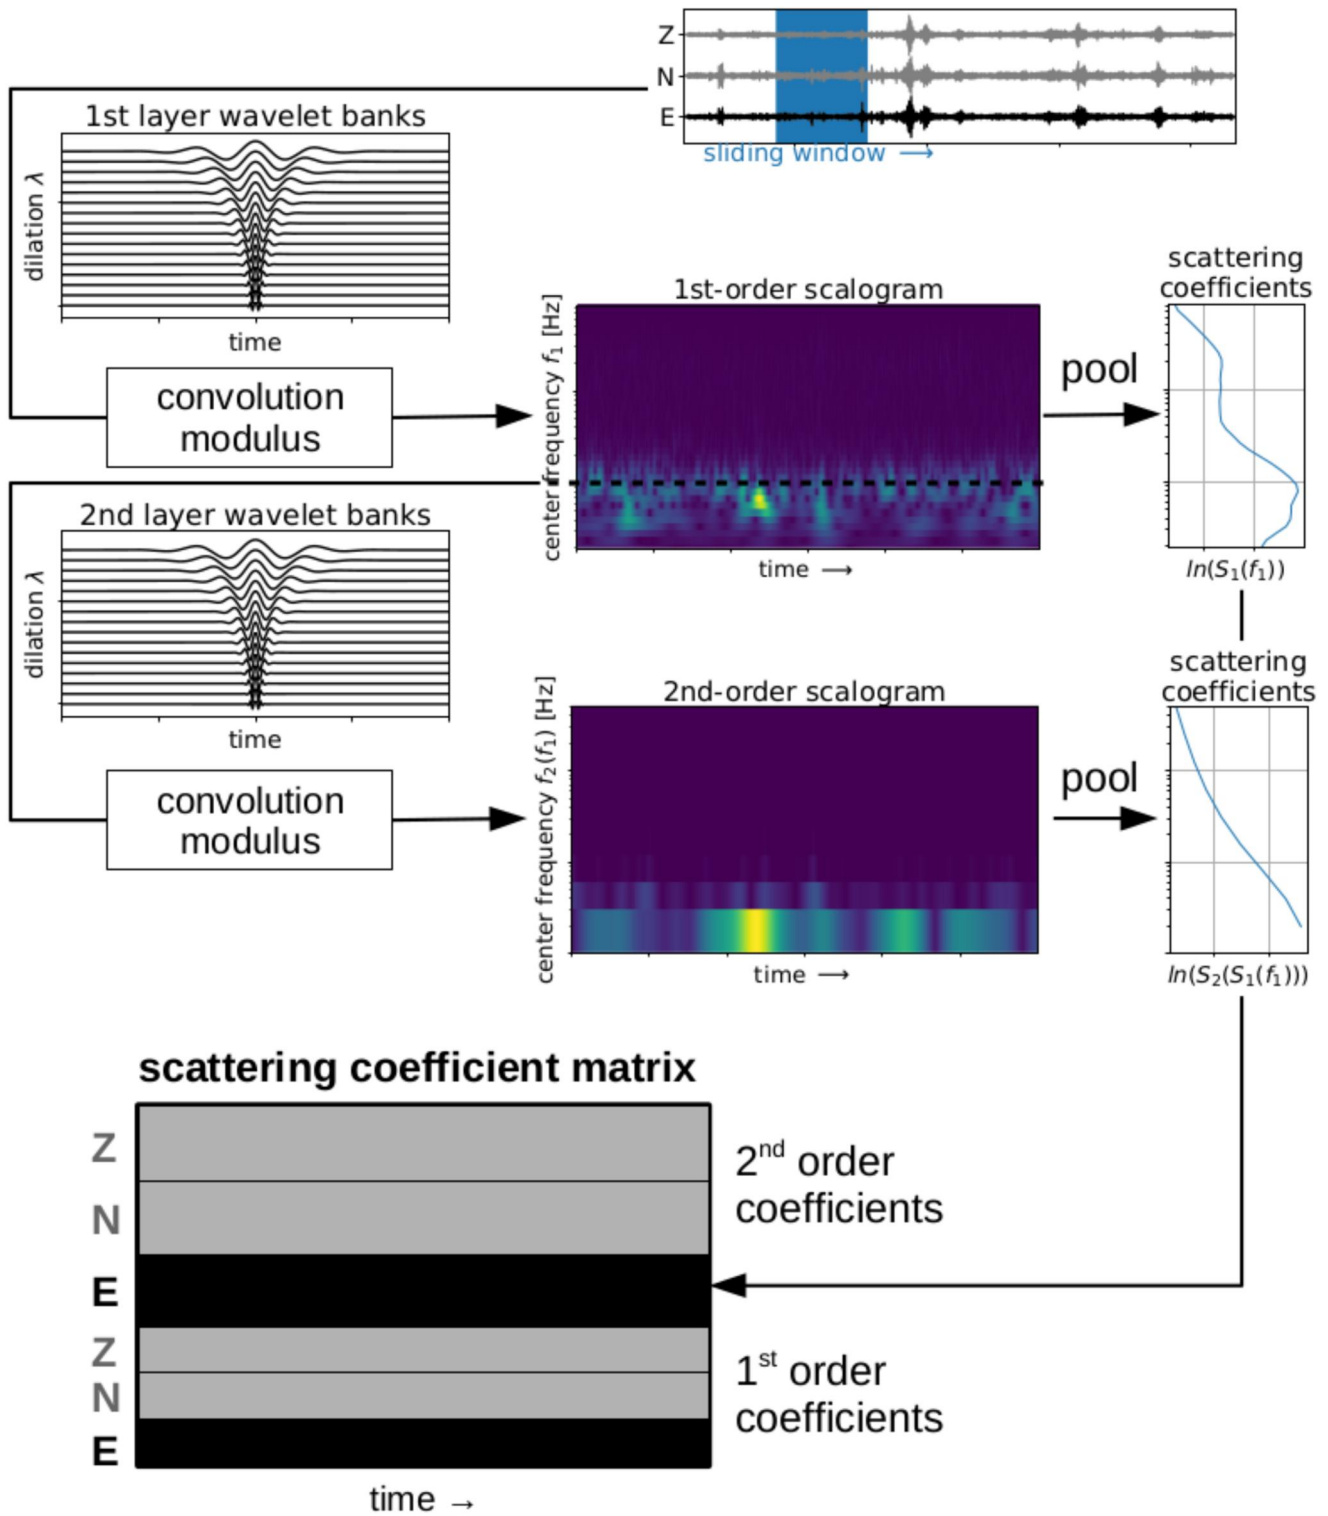 Z
N
E
sliding window →
1st layer wavelet banks
dilation λ
time
convolution
modulus
1st-order scalogram
center frequency f₁ [Hz]
time →
pool
scattering
coefficients
ln(S₁(f₁))
2nd layer wavelet banks
dilation λ
time
convolution
modulus
2nd-order scalogram
center frequency f₂(f₁) [Hz]
time →
pool
scattering
coefficients
ln(S₂(S₁(f₁)))
scattering coefficient matrix
Z
N
E
Z
N
E
2nd order
coefficients
1st order
coefficients
time →